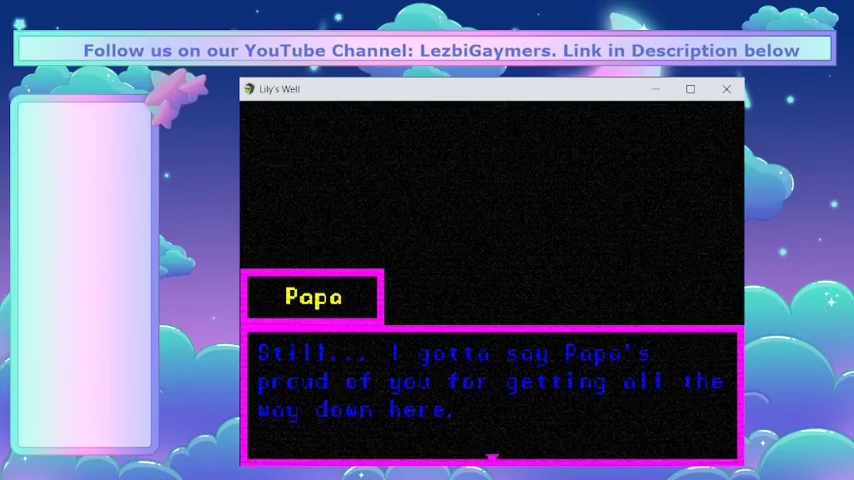 Follow us on our YouTube Channel: LezbiGaymers. Link in Description below
Lily's Well
Papa
Still... I gotta say Papa's
proud of you for getting all the
way down here.